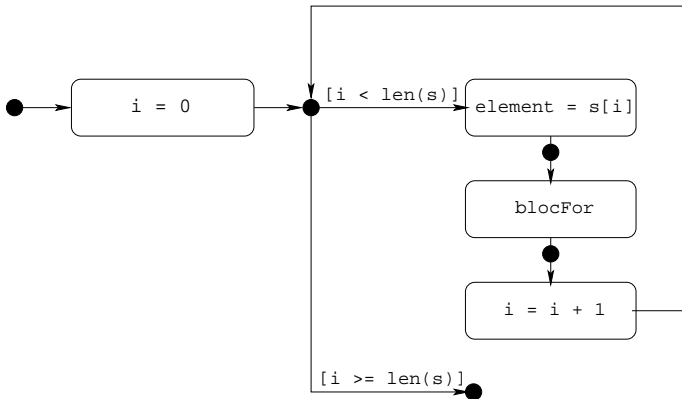 i = 0
[i < len(s)]
element = s[i]
blocFor
i = i + 1
[i >= len(s)]